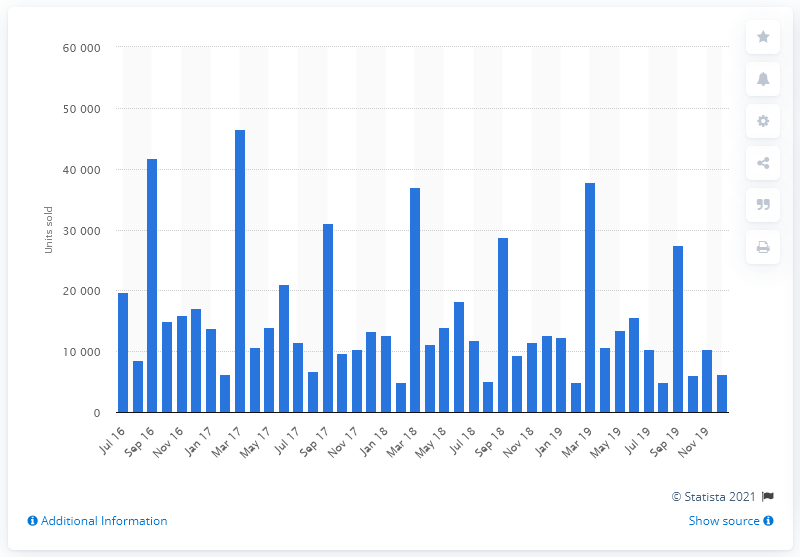 60 000
50 000
40 000
30 000
20 000
10 000
0
Units sold
Jul 16
Sep 16
Nov 16
Jan 17
Mar 17
May 17
Jul 17
Sep 17
Nov 17
Jan 18
Mar 18
May 18
Jul 18
Sep 18
Nov 18
Jan 19
Mar 19
May 19
Jul 19
Sep 19
Nov 19
© Statista 2021
Additional Information
Show source